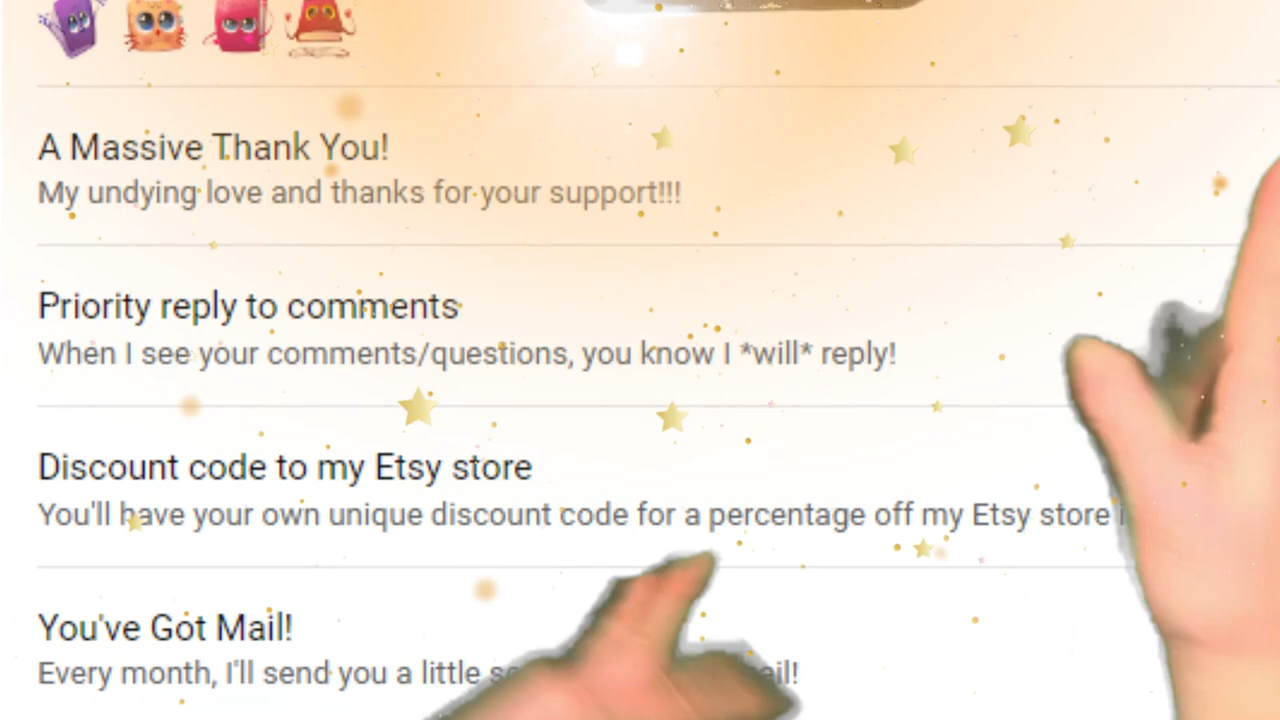 A Massive Thank You!
My undying love and thanks for your support!!!
Priority reply to comments
When I see your comments/questions, you know I *will* reply!
Discount code to my Etsy store
You'll have your own unique discount code for a percentage off my Etsy store
You've Got Mail!
Every month, I'll send you a little